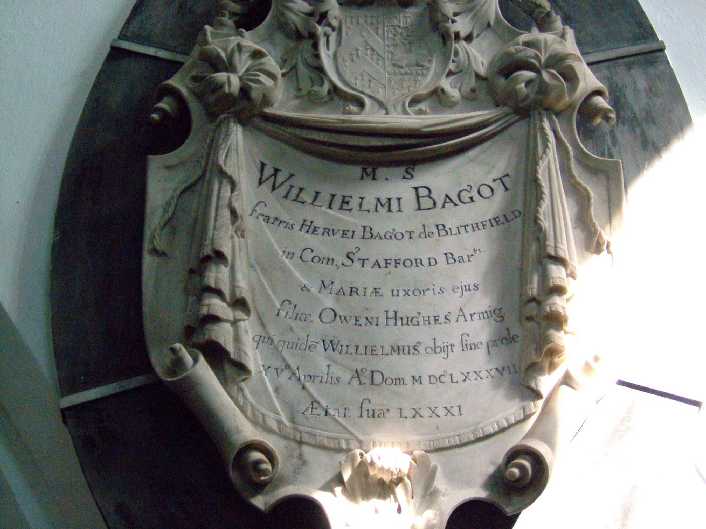 M. S
WILLIELMI BAGOT
fratris HERVEI BAGOT de BLITHFIELD
in Com, STAFFORD Bar^tt
& MARIÆ uxoris ejus
filiæ OWENI HUGHES Armig
qui quidē WILLIELMUS obijt sine prole
XV Aprilis A° DOM. MDCLXXXVII
ÆTAT suæ LXXXI